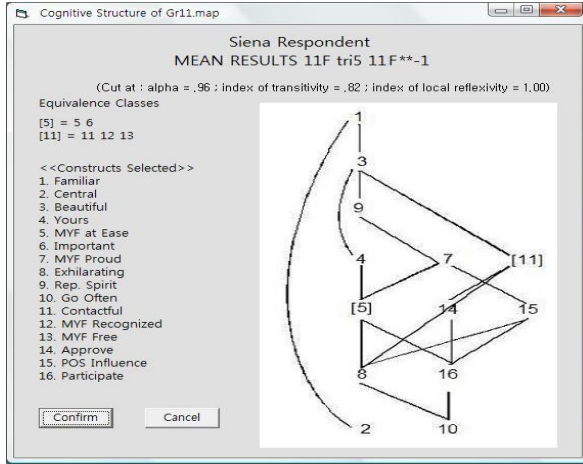 Cognitive Structure of Gr11.map
Siena Respondent
MEAN RESULTS 11F tri5 11F**-1
(Cut at : alpha = .96 ; index of transitivity = .82 ; index of local reflexivity = 1.00)
Equivalence Classes
[5] = 5 6
[11] = 11 12 13
<<Constructs Selected>>
1. Familiar
2. Central
3. Beautiful
4. Yours
5. MYF at Ease
6. Important
7. MYF Proud
8. Exhilarating
9. Rep. Spirit
10. Go Often
11. Contactful
12. MYF Recognized
13. MYF Free
14. Approve
15. POS Influence
16. Participate
Confirm Cancel
1
3
9
4 7 [11]
[5] 14 15
8 16
2 10